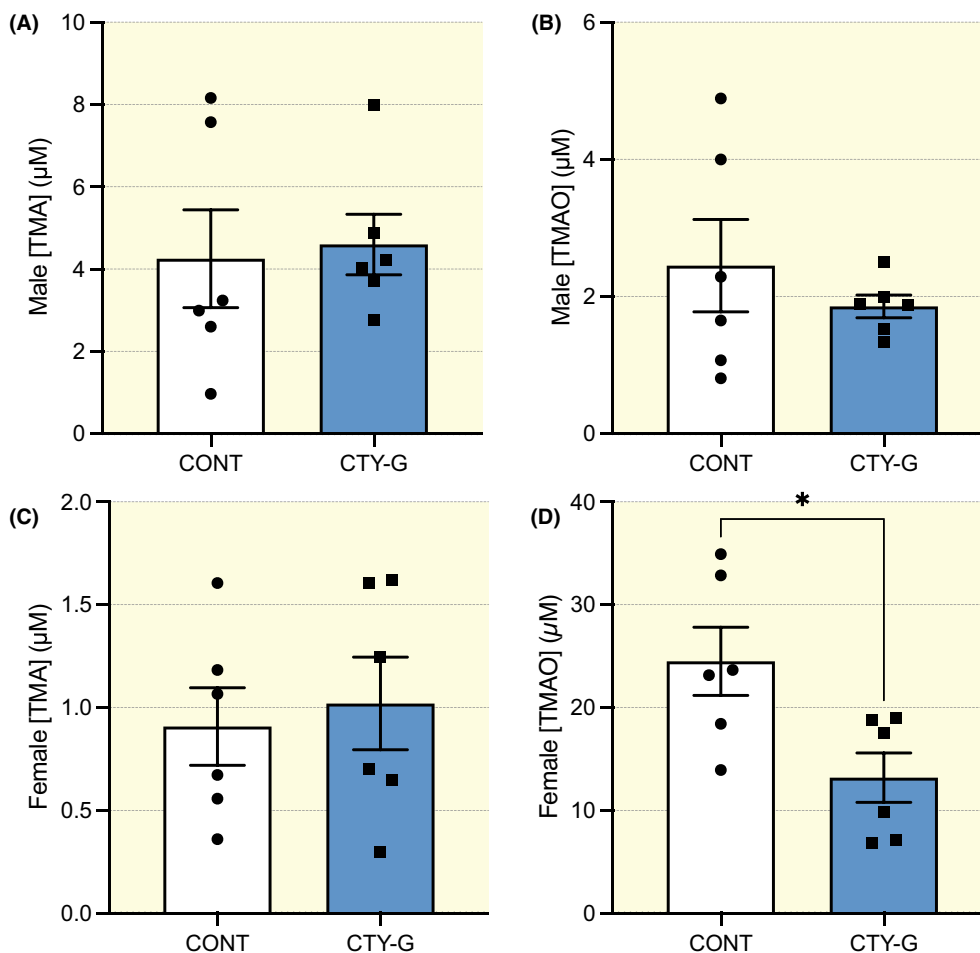 (A)
Male [TMA] (µM)
10
8
6
4
2
0
CONT
CTY-G
(B)
Male [TMAO] (µM)
6
4
2
0
CONT
CTY-G
(C)
Female [TMA] (µM)
2.0
1.5
1.0
0.5
0.0
CONT
CTY-G
(D)
Female [TMAO] (µM)
40
30
20
10
0
*
CONT
CTY-G